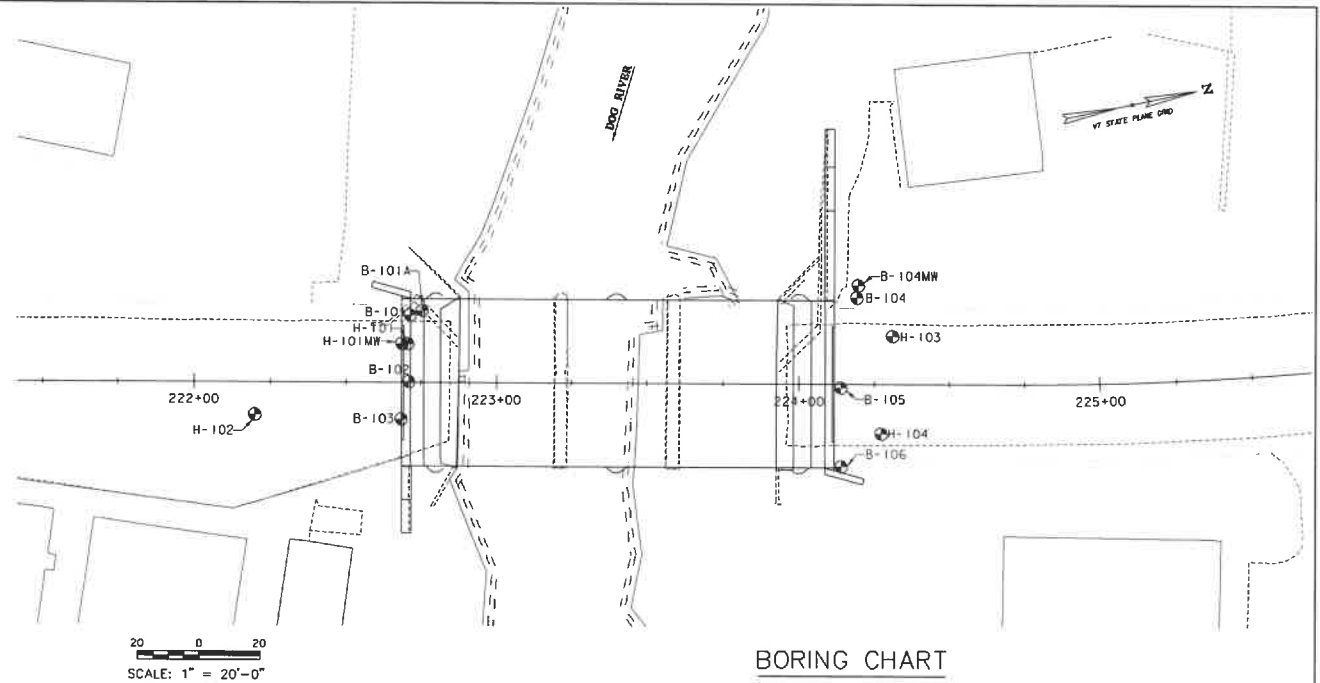 DOG RIVER
Z
VT STATE PLANE GRID
B-101A
B-101
H-101
H-101MW
B-102
B-103
H-102
B-104MW
B-104
H-103
B-105
H-104
B-106
222+00
223+00
224+00
225+00
20 0 20
SCALE: 1" = 20'-0"
BORING CHART